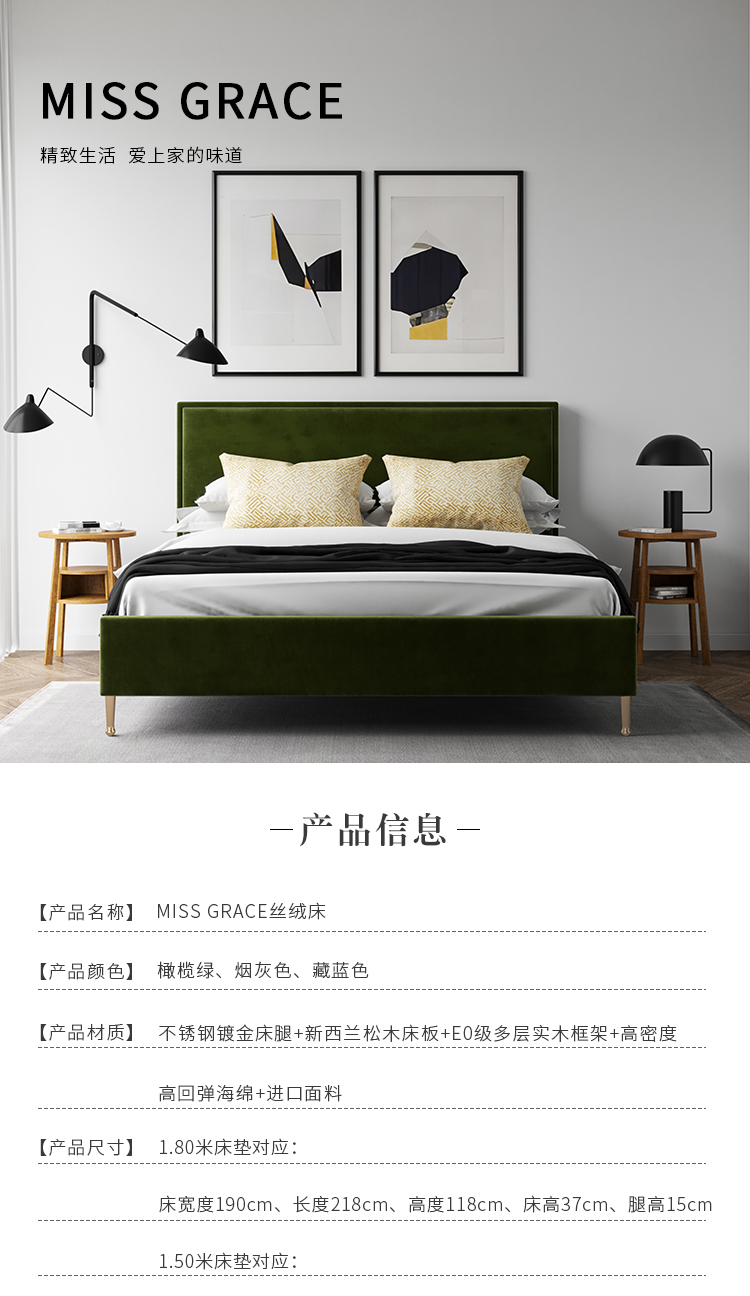 MISS GRACE
精致生活 爱上家的味道
产品信息
【产品名称】 MISS GRACE丝绒床
【产品颜色】 橄榄绿、烟灰色、藏蓝色
【产品材质】 不锈钢镀金床腿+新西兰松木床板+E0级多层实木框架+高密度
高回弹海绵+进口面料
【产品尺寸】 1.80米床垫对应：
床宽度190cm、长度218cm、高度118cm、床高37cm、腿高15cm
1.50米床垫对应：